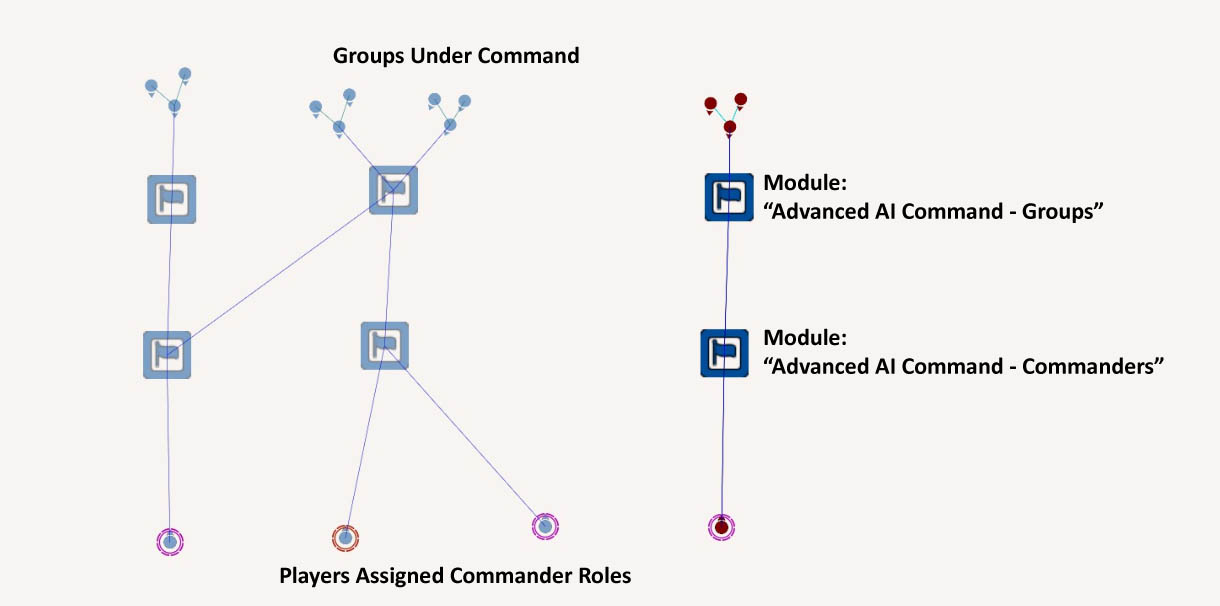 Groups Under Command
Module:
“Advanced AI Command - Groups”
Module:
“Advanced AI Command - Commanders”
Players Assigned Commander Roles